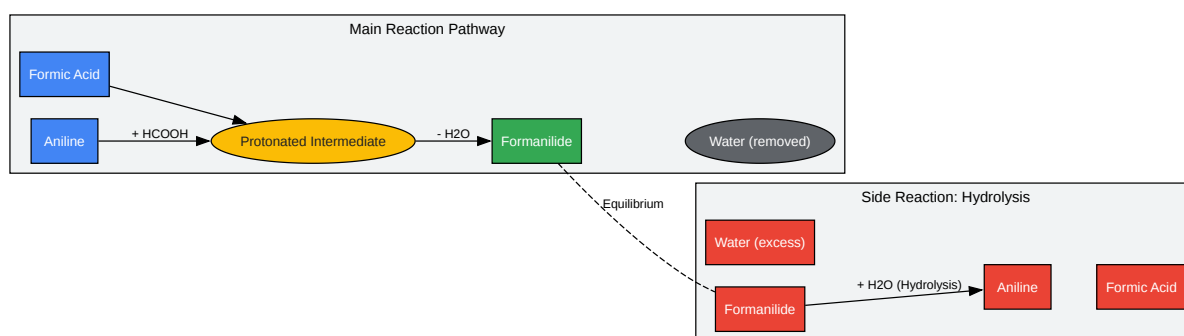 Main Reaction Pathway
Formic Acid
Aniline
+ HCOOH
Protonated Intermediate
- H2O
Formanilide
Water (removed)
Equilibrium
Side Reaction: Hydrolysis
Water (excess)
Formanilide
+ H2O (Hydrolysis)
Aniline
Formic Acid